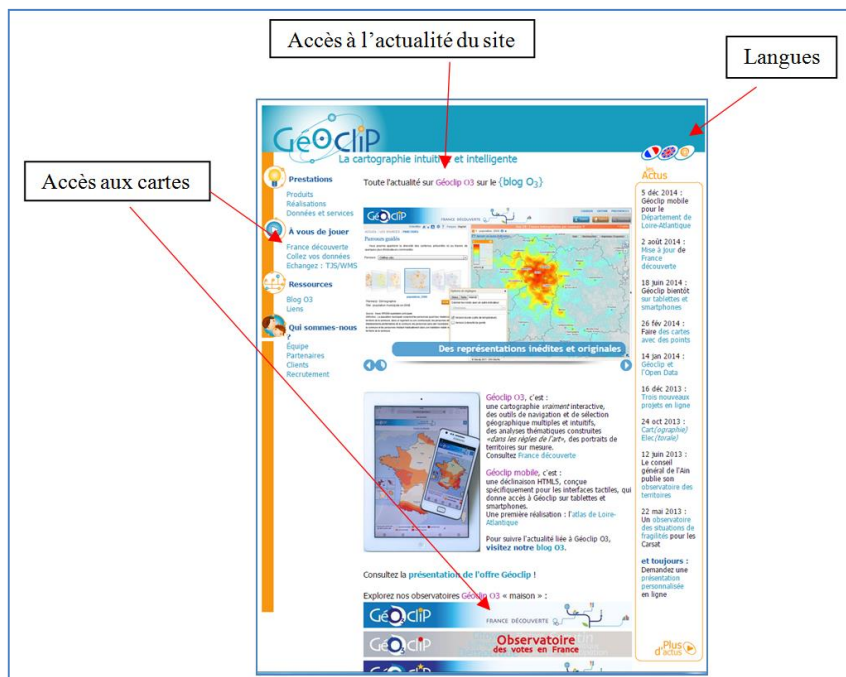 Accès à l'actualité du site
Langues
Accès aux cartes
Géoclip
La cartographie intuitive et intelligente
Prestations
Produits
Réalisations
Données et services
À vous de jouer
France découverte
Collez vos données
Echangez : TJS/WMS
Ressources
Blog O3
Liens
Qui sommes-nous
?
Équipe
Partenaires
Clients
Recrutement
Toute l'actualité sur Géoclip O3 sur le {blog O3}
Géoclip
FRANCE DÉCOUVERTE
Parcours guidés
Des représentations inédites et originales
Géoclip O3, c'est :
une cartographie vraiment interactive,
des outils de navigation et de sélection
géographique multiples et intuitifs,
des analyses thématiques construites
«dans les règles de l'art», des portraits de
territoires sur mesure.
Consultez France découverte
Géoclip mobile, c'est :
une déclinaison HTML5, conçue
spécifiquement pour les interfaces tactiles, qui
donne accès à Géoclip sur tablettes et
smartphones.
Une première réalisation : l'atlas de Loire-
Atlantique
Pour suivre l'actualité liée à Géoclip O3,
visitez notre blog O3.
Consultez la présentation de l'offre Géoclip !
Explorez nos observatoires Géoclip O3 « maison » :
GéOclip
FRANCE DÉCOUVERTE
GéOclip
Observatoire
des votes en France
GéOclip
les
Actus
5 déc 2014 :
Géoclip mobile
pour le
Département de
Loire-Atlantique
2 août 2014 :
Mise à jour de
France
découverte
18 juin 2014 :
Géoclip bientôt
sur tablettes et
smartphones
26 fév 2014 :
Faire des cartes
avec des points
14 jan 2014 :
Géoclip et
l'Open Data
16 déc 2013 :
Trois nouveaux
projets en ligne
24 oct 2013 :
Cart(ographie)
Elec(torale)
12 juin 2013 :
Le conseil
général de l'Ain
publie son
observatoire des
territoires
22 mai 2013 :
Un observatoire
des situations de
fragilités pour les
Carsat
et toujours :
Demandez une
présentation
personnalisée
en ligne
Plus
d'actus